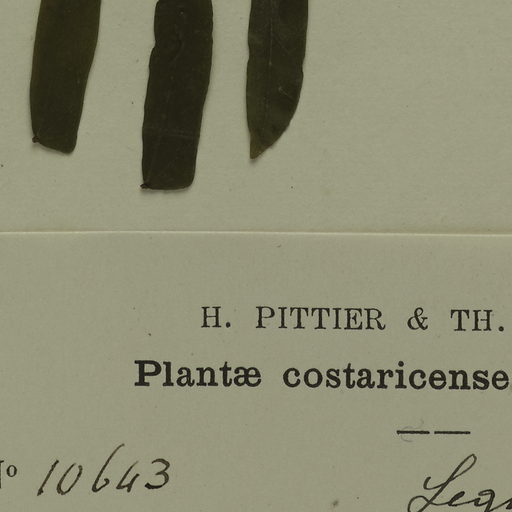 H. PITTIER & TH.
Plantæ costaricense
Nº 10643